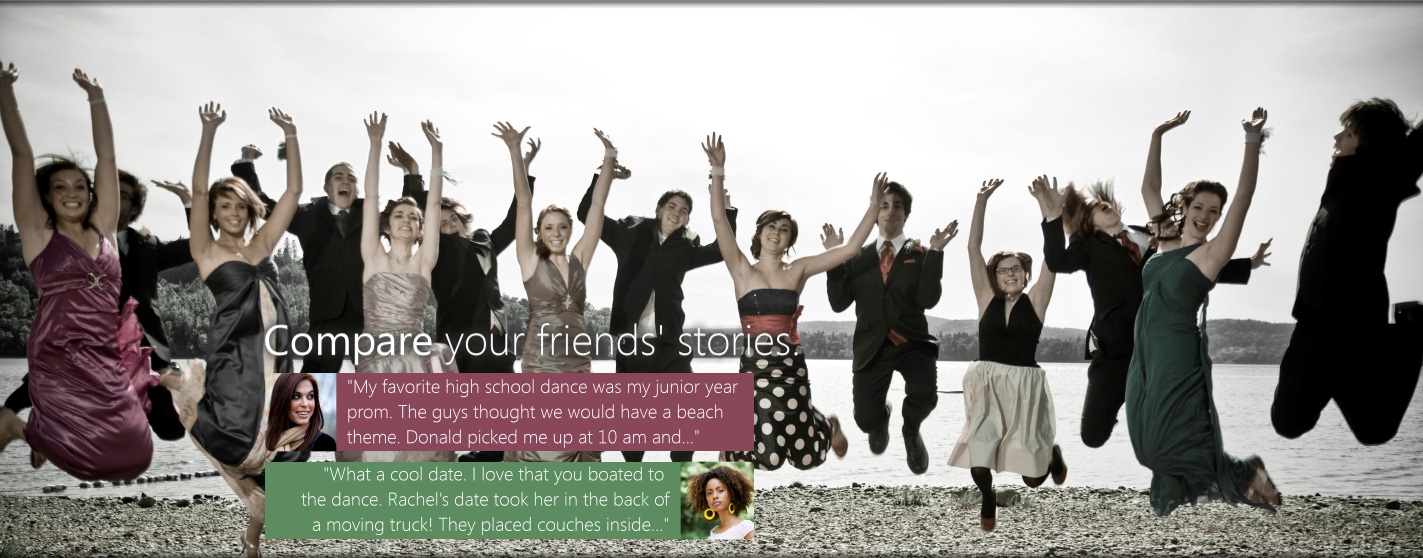 Compare your friends' stories.
"My favorite high school dance was my junior year
prom. The guys thought we would have a beach
theme. Donald picked me up at 10 am and..."
"What a cool date. I love that you boated to
the dance. Rachel's date took her in the back of
a moving truck! They placed couches inside..."